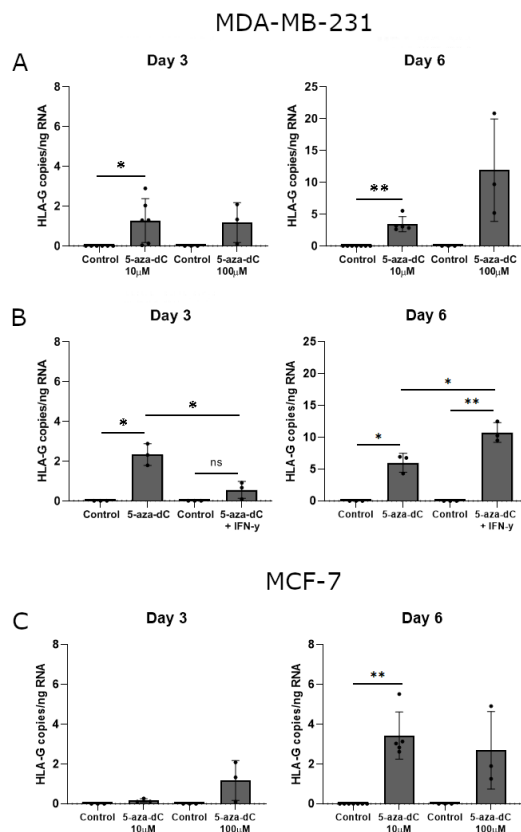 MDA-MB-231
A
Day 3
HLA-G copies/ng RNA
8
6
4
2
0
*
Control
5-aza-dC
10µM
Control
5-aza-dC
100µM
Day 6
HLA-G copies/ng RNA
25
20
15
10
5
0
**
Control
5-aza-dC
10µM
Control
5-aza-dC
100µM
B
Day 3
HLA-G copies/ng RNA
8
6
4
2
0
*
*
ns
Control
5-aza-dC
Control
5-aza-dC
+ IFN-y
Day 6
HLA-G copies/ng RNA
25
20
15
10
5
0
*
*
**
Control
5-aza-dC
Control
5-aza-dC
+ IFN-y
MCF-7
C
Day 3
HLA-G copies/ng RNA
8
6
4
2
0
Control
5-aza-dC
10µM
Control
5-aza-dC
100µM
Day 6
HLA-G copies/ng RNA
8
6
4
2
0
**
Control
5-aza-dC
10µM
Control
5-aza-dC
100µM